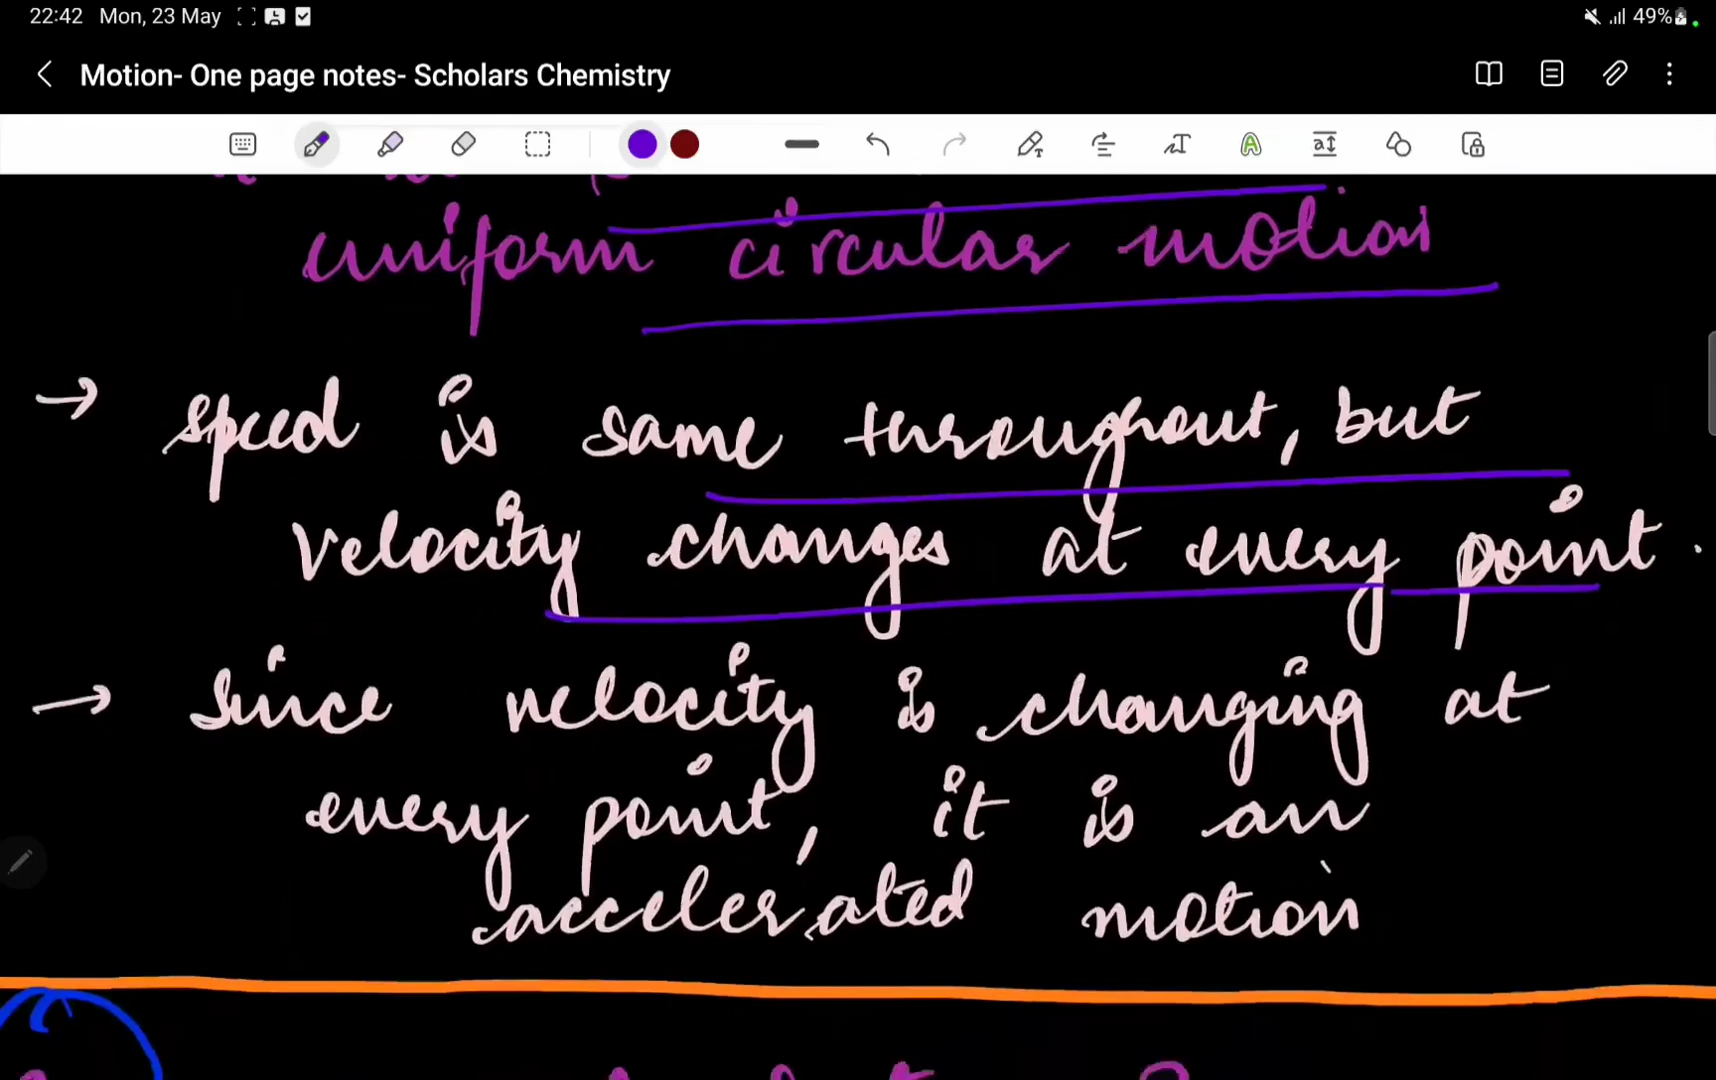 22:42 Mon, 23 May 49%
Motion- One page notes- Scholars Chemistry
uniform circular motion
→ speed is same throughout, but
velocity changes at every point.
→ since velocity is changing at
every point, it is an
accelerated motion